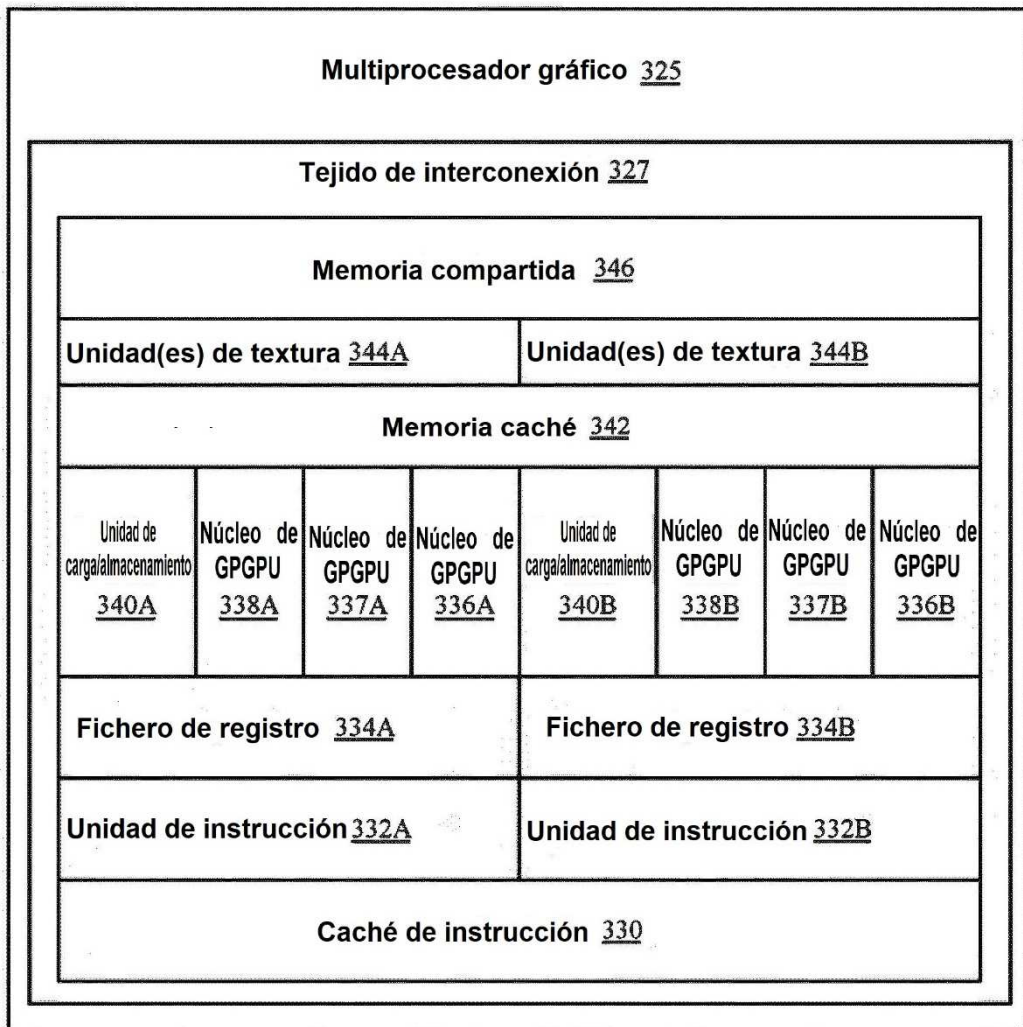 Multiprocesador gráfico 325
Tejido de interconexión 327
Memoria compartida 346
Unidad(es) de textura 344A
Unidad(es) de textura 344B
Memoria caché 342
Unidad de
carga/almacenamiento
340A
Núcleo de
GPGPU
338A
Núcleo de
GPGPU
337A
Núcleo de
GPGPU
336A
Unidad de
carga/almacenamiento
340B
Núcleo de
GPGPU
338B
Núcleo de
GPGPU
337B
Núcleo de
GPGPU
336B
Fichero de registro 334A
Fichero de registro 334B
Unidad de instrucción 332A
Unidad de instrucción 332B
Caché de instrucción 330